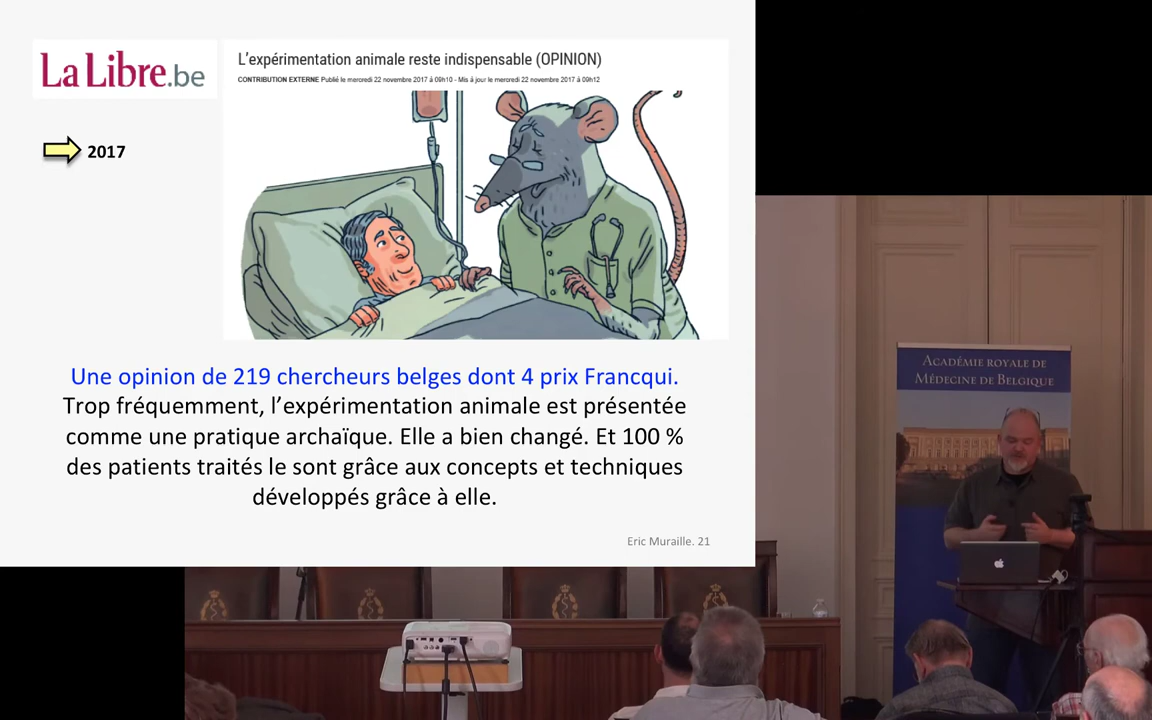 La Libre.be
L'expérimentation animale reste indispensable (OPINION)
CONTRIBUTION EXTERNE Publié le mercredi 22 novembre 2017 à 09h10 - Mis à jour le mercredi 22 novembre 2017 à 09h12
2017
Une opinion de 219 chercheurs belges dont 4 prix Francqui.
Trop fréquemment, l'expérimentation animale est présentée
comme une pratique archaïque. Elle a bien changé. Et 100 %
des patients traités le sont grâce aux concepts et techniques
développés grâce à elle.
Eric Muraille. 21
ACADÉMIE ROYALE DE
MÉDECINE DE BELGIQUE